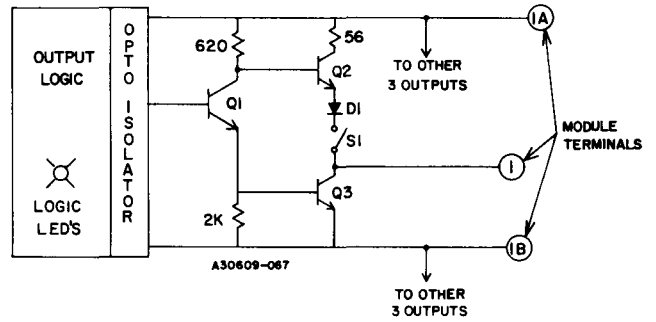 OUTPUT
LOGIC
LOGIC
LED'S
OPTO ISOLATOR
620
56
Q1
Q2
D1
S1
Q3
2K
A30609-067
TO OTHER
3 OUTPUTS
TO OTHER
3 OUTPUTS
1A
1
1B
MODULE
TERMINALS